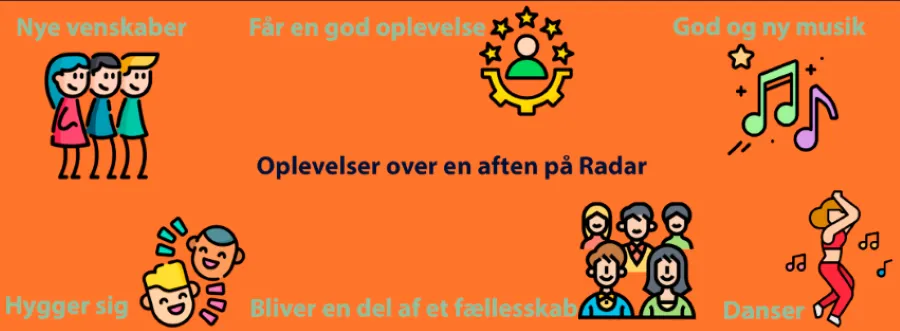 Nye venskaber
Får en god oplevelse
God og ny musik
Oplevelser over en aften på Radar
Hygger sig
Bliver en del af et fællesskab
Danser